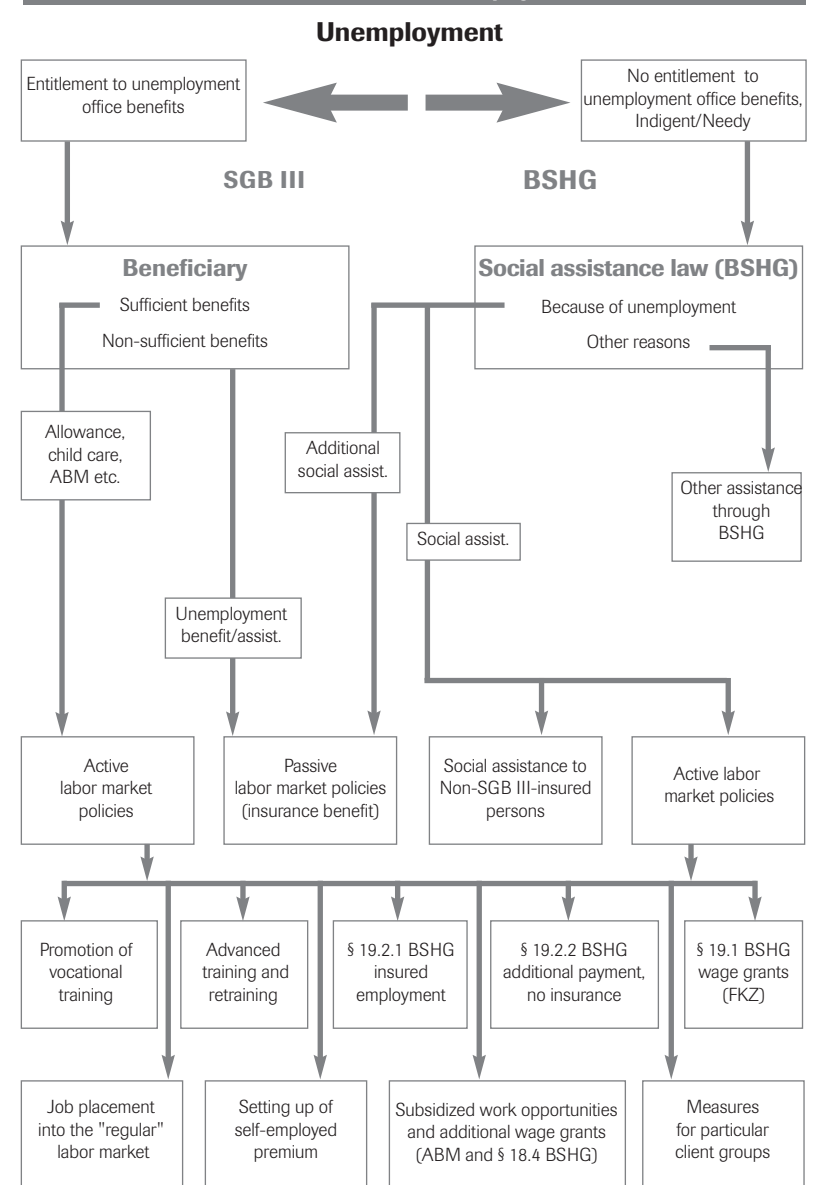 Unemployment
Entitlement to unemployment
office benefits
No entitlement to
unemployment office benefits,
Indigent/Needy
SGB III
BSHG
Beneficiary
Sufficient benefits
Non-sufficient benefits
Social assistance law (BSHG)
Because of unemployment
Other reasons
Allowance,
child care,
ABM etc.
Additional
social assist.
Other assistance
through
BSHG
Social assist.
Unemployment
benefit/assist.
Active
labor market
policies
Passive
labor market policies
(insurance benefit)
Social assistance to
Non-SGB III-insured
persons
Active labor
market policies
Promotion of
vocational
training
Advanced
training and
retraining
§ 19.2.1 BSHG
insured
employment
§ 19.2.2 BSHG
additional payment,
no insurance
§ 19.1 BSHG
wage grants
(FKZ)
Job placement
into the "regular"
labor market
Setting up of
self-employed
premium
Subsidized work opportunities
and additional wage grants
(ABM and § 18.4 BSHG)
Measures
for particular
client groups